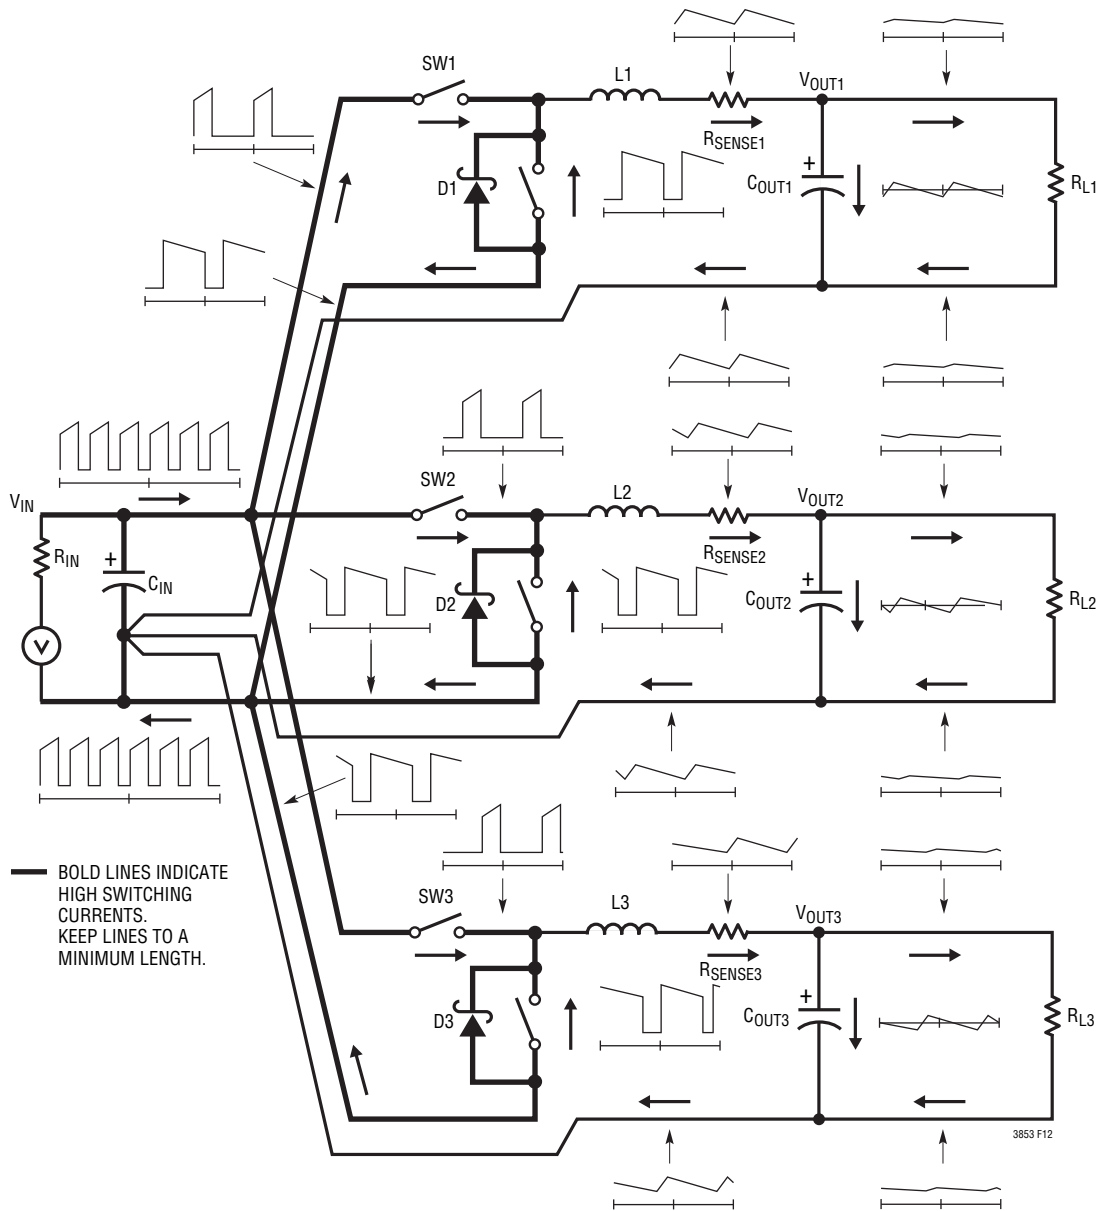 SW1
L1
VOUT1
RSENSE1
D1
COUT1
+
RL1
SW2
L2
VOUT2
VIN
RSENSE2
RIN
+
CIN
D2
COUT2
+
RL2
V
BOLD LINES INDICATE
HIGH SWITCHING
CURRENTS.
KEEP LINES TO A
MINIMUM LENGTH.
SW3
L3
VOUT3
RSENSE3
D3
COUT3
+
RL3
3853 F12